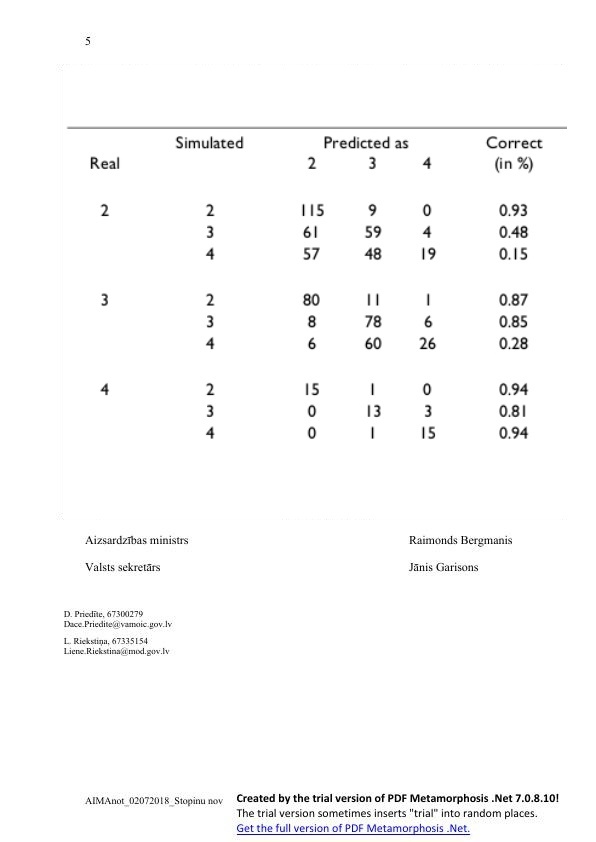 5
Simulated Predicted as Correct
Real 2 3 4 (in %)
2 2 115 9 0 0.93
3 61 59 4 0.48
4 57 48 19 0.15
3 2 80 11 1 0.87
3 8 78 6 0.85
4 6 60 26 0.28
4 2 15 1 0 0.94
3 0 13 3 0.81
4 0 1 15 0.94
Aizsardzības ministrs Raimonds Bergmanis
Valsts sekretārs Jānis Garisons
D. Priedīte, 67300279
Dace.Priedite@vamoic.gov.lv
L. Riekstiņa, 67335154
Liene.Riekstina@mod.gov.lv
AIMAnot_02072018_Stopinu nov Created by the trial version of PDF Metamorphosis .Net 7.0.8.10!
The trial version sometimes inserts "trial" into random places.
Get the full version of PDF Metamorphosis .Net.